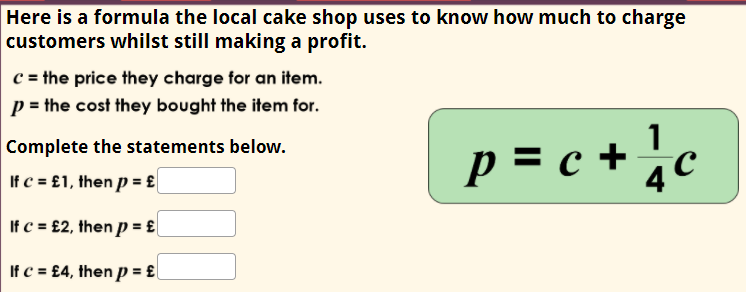 Here is a formula the local cake shop uses to know how much to charge
customers whilst still making a profit.
c = the price they charge for an item.
p = the cost they bought the item for.
p = c + 1/4 c
Complete the statements below.
If c = £1, then p = £
If c = £2, then p = £
If c = £4, then p = £